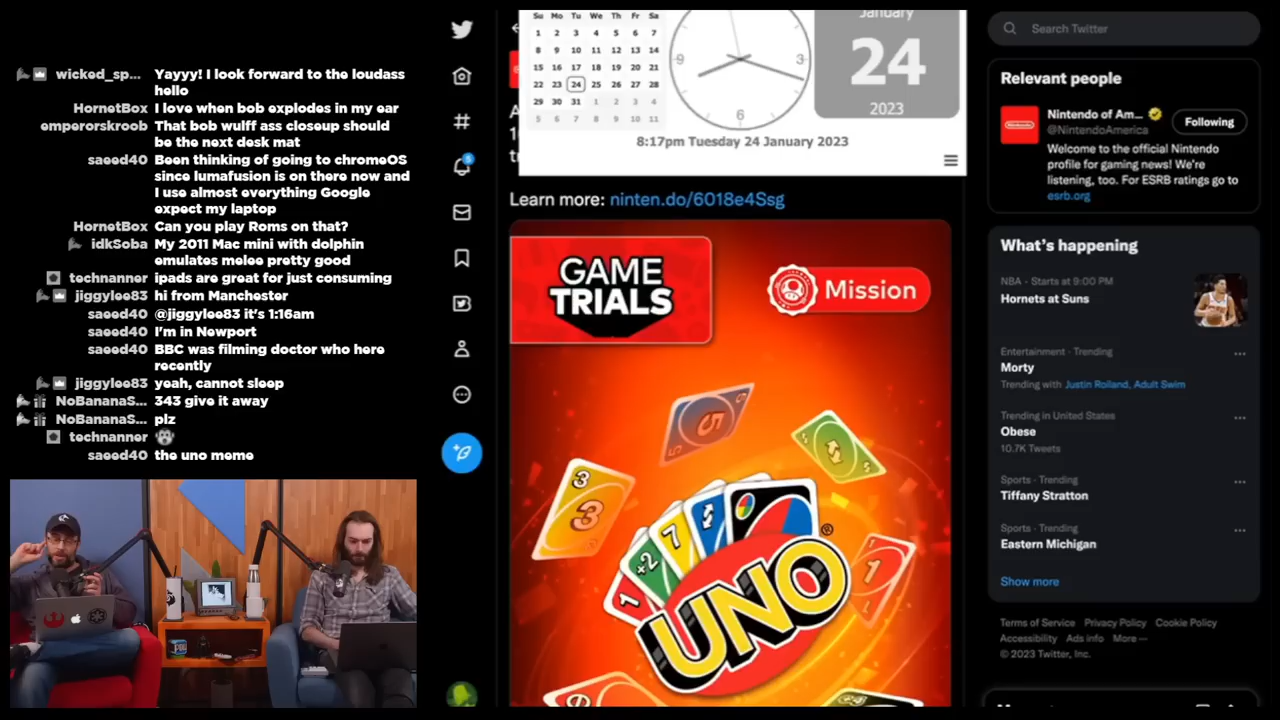 wicked_sp... Yayyy! I look forward to the loudass
hello
HornetBox I love when bob explodes in my ear
emperorskroob That bob wulff ass closeup should
be the next desk mat
saeed40 Been thinking of going to chromeOS
since lumafusion is on there now and
I use almost everything Google
expect my laptop
HornetBox Can you play Roms on that?
idkSoba My 2011 Mac mini with dolphin
emulates melee pretty good
technanner ipads are great for just consuming
jiggylee83 hi from Manchester
saeed40 @jiggylee83 it's 1:16am
saeed40 I'm in Newport
saeed40 BBC was filming doctor who here
recently
jiggylee83 yeah, cannot sleep
NoBananaS... 343 give it away
NoBananaS... plz
technanner
saeed40 the uno meme
Su Mo Tu We Th Fr Sa
1 2 3 4 5 6 7
8 9 10 11 12 13 14
15 16 17 18 19 20 21
22 23 24 25 26 27 28
29 30 31 1 2 3 4
5 6 7 8 9 10 11
9 3
6
January
24
2023
8:17pm Tuesday 24 January 2023
Learn more: ninten.do/6018e4Ssg
GAME
TRIALS
Mission
5
3
3
1
+2
7
1
UNO
®
Search Twitter
Relevant people
Nintendo of Am...
@NintendoAmerica
Following
Welcome to the official Nintendo
profile for gaming news! We're
listening, too. For ESRB ratings go to
esrb.org
What's happening
NBA · Starts at 9:00 PM
Hornets at Suns
Entertainment · Trending
Morty
Trending with Justin Roiland, Adult Swim
Trending in United States
Obese
10.7K Tweets
Sports · Trending
Tiffany Stratton
Sports · Trending
Eastern Michigan
Show more
Terms of Service Privacy Policy Cookie Policy
Accessibility Ads info More ···
© 2023 Twitter, Inc.